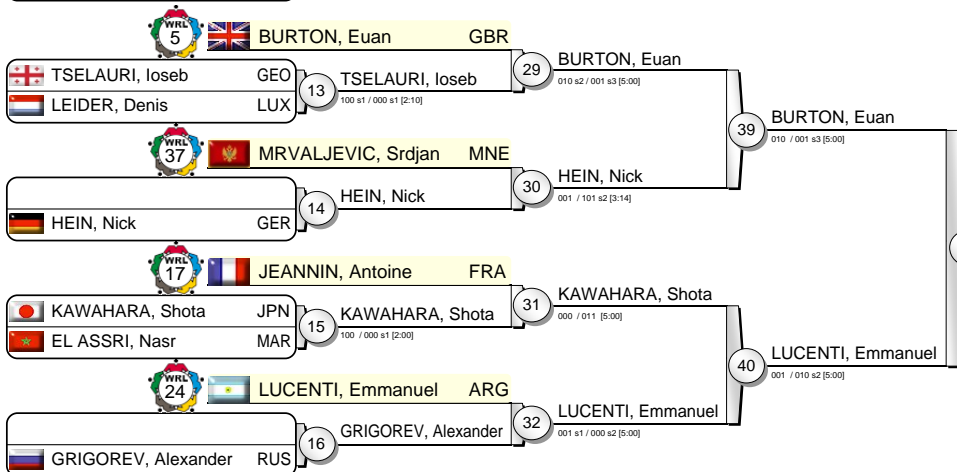 WRL 5 BURTON, Euan GBR
TSELAURI, Ioseb GEO
LEIDER, Denis LUX
13 TSELAURI, Ioseb
100 s1 / 000 s1 [2:10]
29 BURTON, Euan
010 s2 / 001 s3 [5:00]
WRL 37 MRVALJEVIC, Srdjan MNE
HEIN, Nick GER
14 HEIN, Nick
30 HEIN, Nick
001 / 101 s2 [3:14]
39 BURTON, Euan
010 / 001 s3 [5:00]
WRL 17 JEANNIN, Antoine FRA
KAWAHARA, Shota JPN
EL ASSRI, Nasr MAR
15 KAWAHARA, Shota
100 / 000 s1 [2:00]
31 KAWAHARA, Shota
000 / 011 [5:00]
WRL 24 LUCENTI, Emmanuel ARG
GRIGOREV, Alexander RUS
16 GRIGOREV, Alexander
32 LUCENTI, Emmanuel
001 s1 / 000 s2 [5:00]
40 LUCENTI, Emmanuel
001 / 010 s2 [5:00]